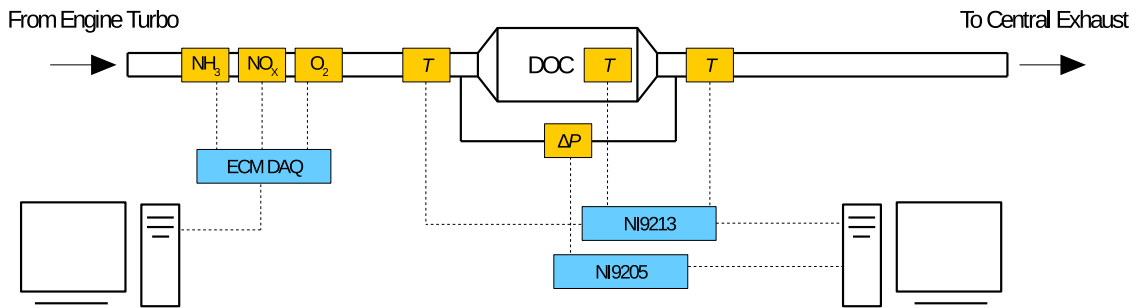 From Engine Turbo
To Central Exhaust
NH3
NOX
O2
T
DOC
T
T
ΔP
ECM DAQ
NI9213
NI9205